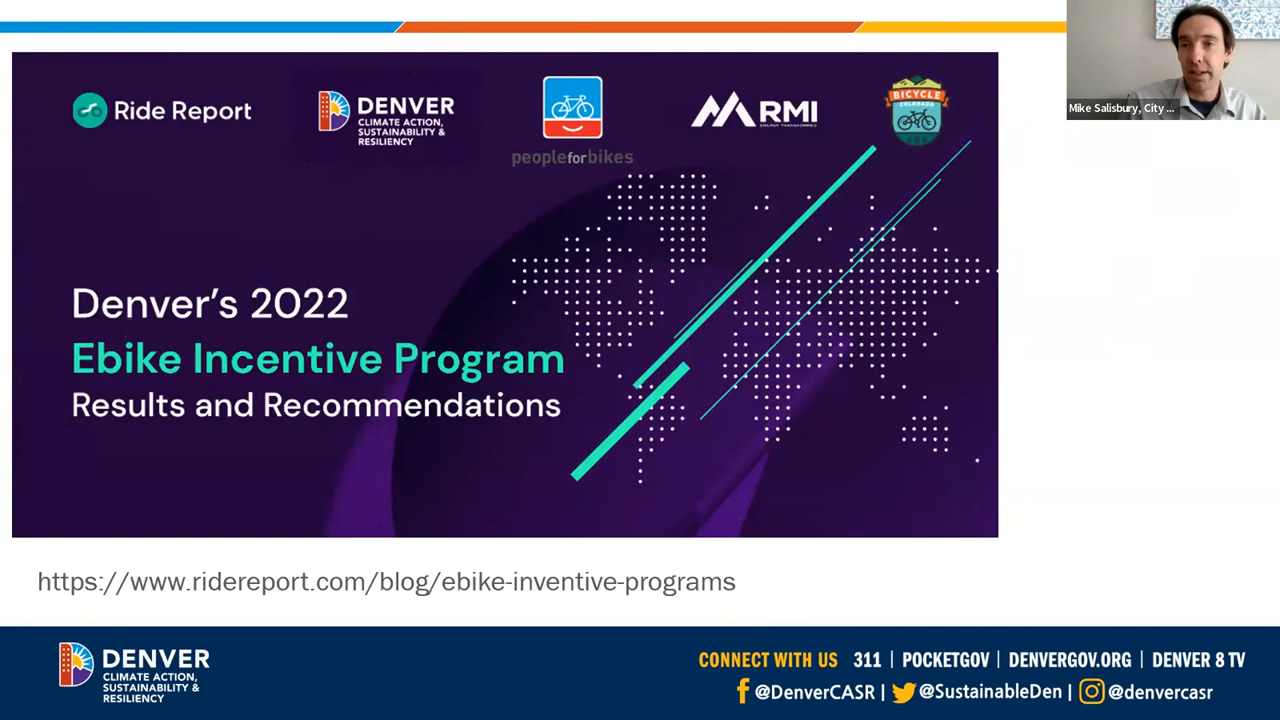 Ride Report
DENVER
CLIMATE ACTION,
SUSTAINABILITY &
RESILIENCY
peopleforbikes
RMI
ENERGY. TRANSFORMED.
BICYCLE
COLORADO
Mike Salisbury, City ...
Denver's 2022
Ebike Incentive Program
Results and Recommendations
https://www.ridereport.com/blog/ebike-inventive-programs
DENVER
CLIMATE ACTION,
SUSTAINABILITY &
RESILIENCY
CONNECT WITH US 311 | POCKETGOV | DENVERGOV.ORG | DENVER 8 TV
@DenverCASR | @SustainableDen | @denvercasr